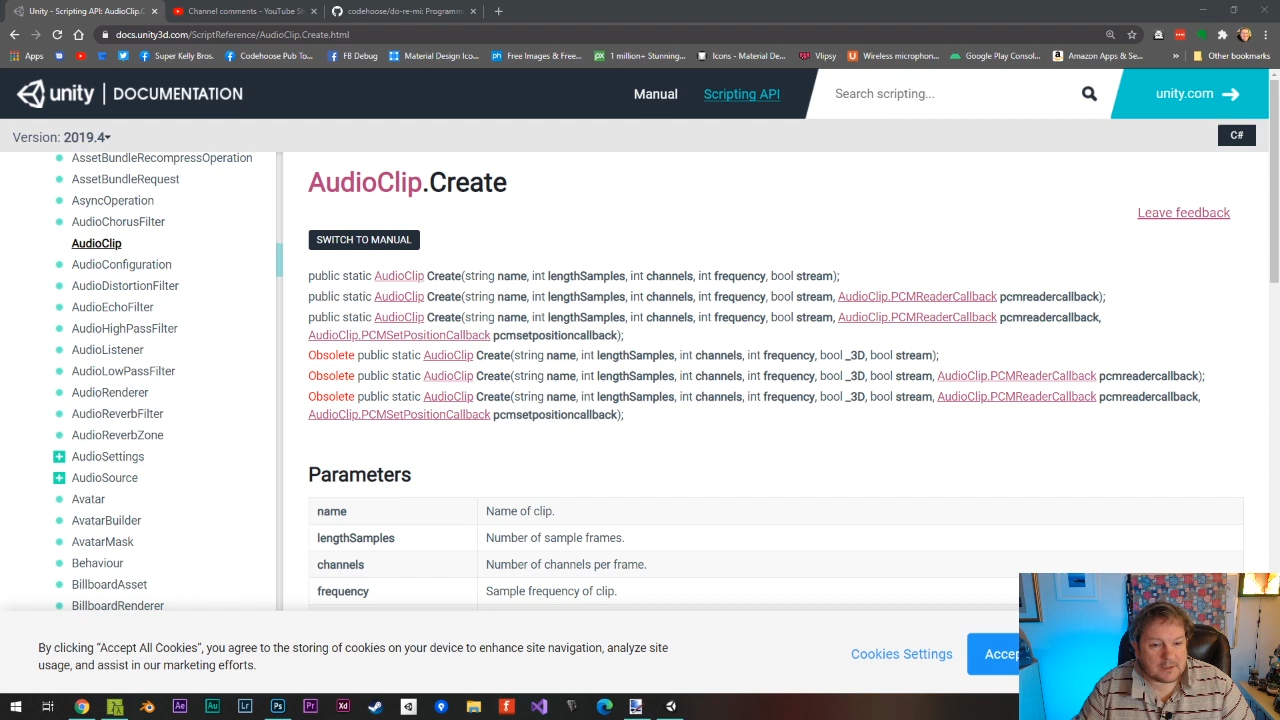 Unity - Scripting API: AudioClip.C
Channel comments - YouTube St
codehoose/do-re-mi: Programm
docs.unity3d.com/ScriptReference/AudioClip.Create.html
Apps
YouTube
Super Kelly Bros.
Codehoose Pub To...
FB Debug
Material Design Ico...
Free Images & Free...
1 million+ Stunning...
Icons - Material De...
Vlipsy
Wireless microphon...
Google Play Consol...
Amazon Apps & Se...
Other bookmarks
unity | DOCUMENTATION
Manual
Scripting API
Search scripting...
unity.com
Version: 2019.4
C#
AssetBundleRecompressOperation
AssetBundleRequest
AsyncOperation
AudioChorusFilter
AudioClip
AudioConfiguration
AudioDistortionFilter
AudioEchoFilter
AudioHighPassFilter
AudioListener
AudioLowPassFilter
AudioRenderer
AudioReverbFilter
AudioReverbZone
AudioSettings
AudioSource
Avatar
AvatarBuilder
AvatarMask
Behaviour
BillboardAsset
BillboardRenderer
AudioClip.Create
Leave feedback
SWITCH TO MANUAL
public static AudioClip Create(string name, int lengthSamples, int channels, int frequency, bool stream);
public static AudioClip Create(string name, int lengthSamples, int channels, int frequency, bool stream, AudioClip.PCMReaderCallback pcmreadercallback);
public static AudioClip Create(string name, int lengthSamples, int channels, int frequency, bool stream, AudioClip.PCMReaderCallback pcmreadercallback,
AudioClip.PCMSetPositionCallback pcmsetpositioncallback);
Obsolete public static AudioClip Create(string name, int lengthSamples, int channels, int frequency, bool _3D, bool stream);
Obsolete public static AudioClip Create(string name, int lengthSamples, int channels, int frequency, bool _3D, bool stream, AudioClip.PCMReaderCallback pcmreadercallback);
Obsolete public static AudioClip Create(string name, int lengthSamples, int channels, int frequency, bool _3D, bool stream, AudioClip.PCMReaderCallback pcmreadercallback,
AudioClip.PCMSetPositionCallback pcmsetpositioncallback);
Parameters
name Name of clip.
lengthSamples Number of sample frames.
channels Number of channels per frame.
frequency Sample frequency of clip.
By clicking “Accept All Cookies”, you agree to the storing of cookies on your device to enhance site navigation, analyze site
usage, and assist in our marketing efforts.
Cookies Settings
Accep